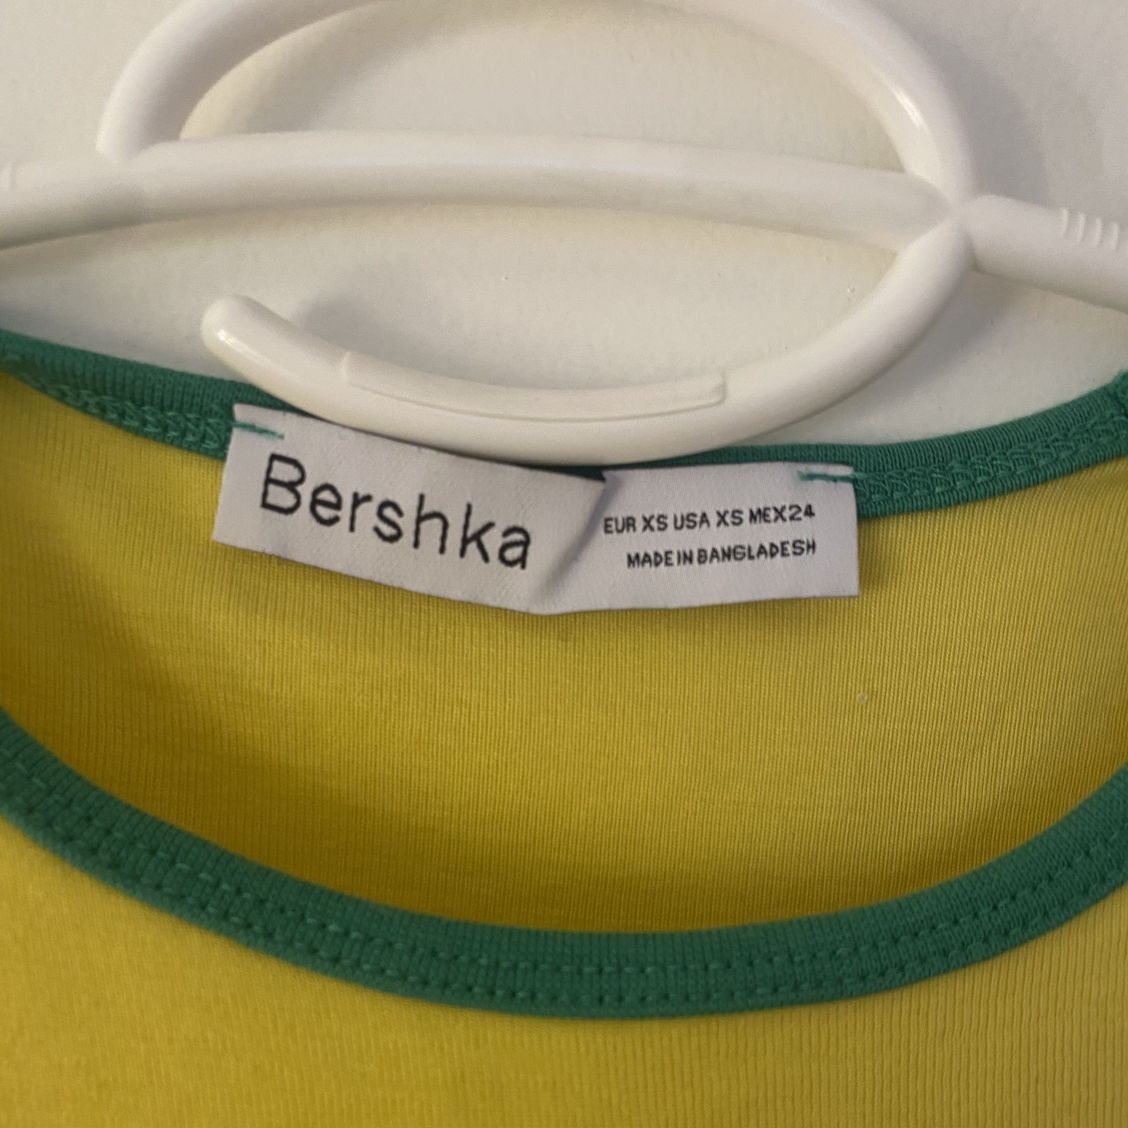 Bershka
EUR XS USA XS MEX24
MADE IN BANGLADESH